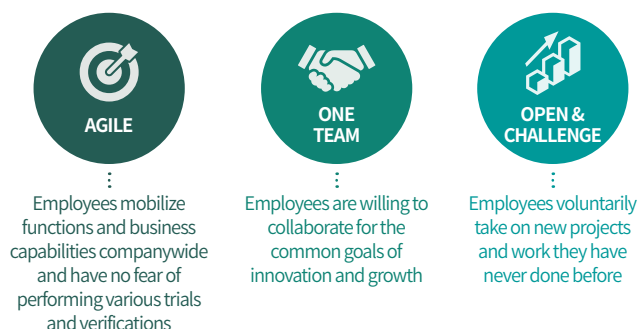 AGILE
Employees mobilize
functions and business
capabilities companywide
and have no fear of
performing various trials
and verifications
ONE
TEAM
Employees are willing to
collaborate for the
common goals of
innovation and growth
OPEN &
CHALLENGE
Employees voluntarily
take on new projects
and work they have
never done before